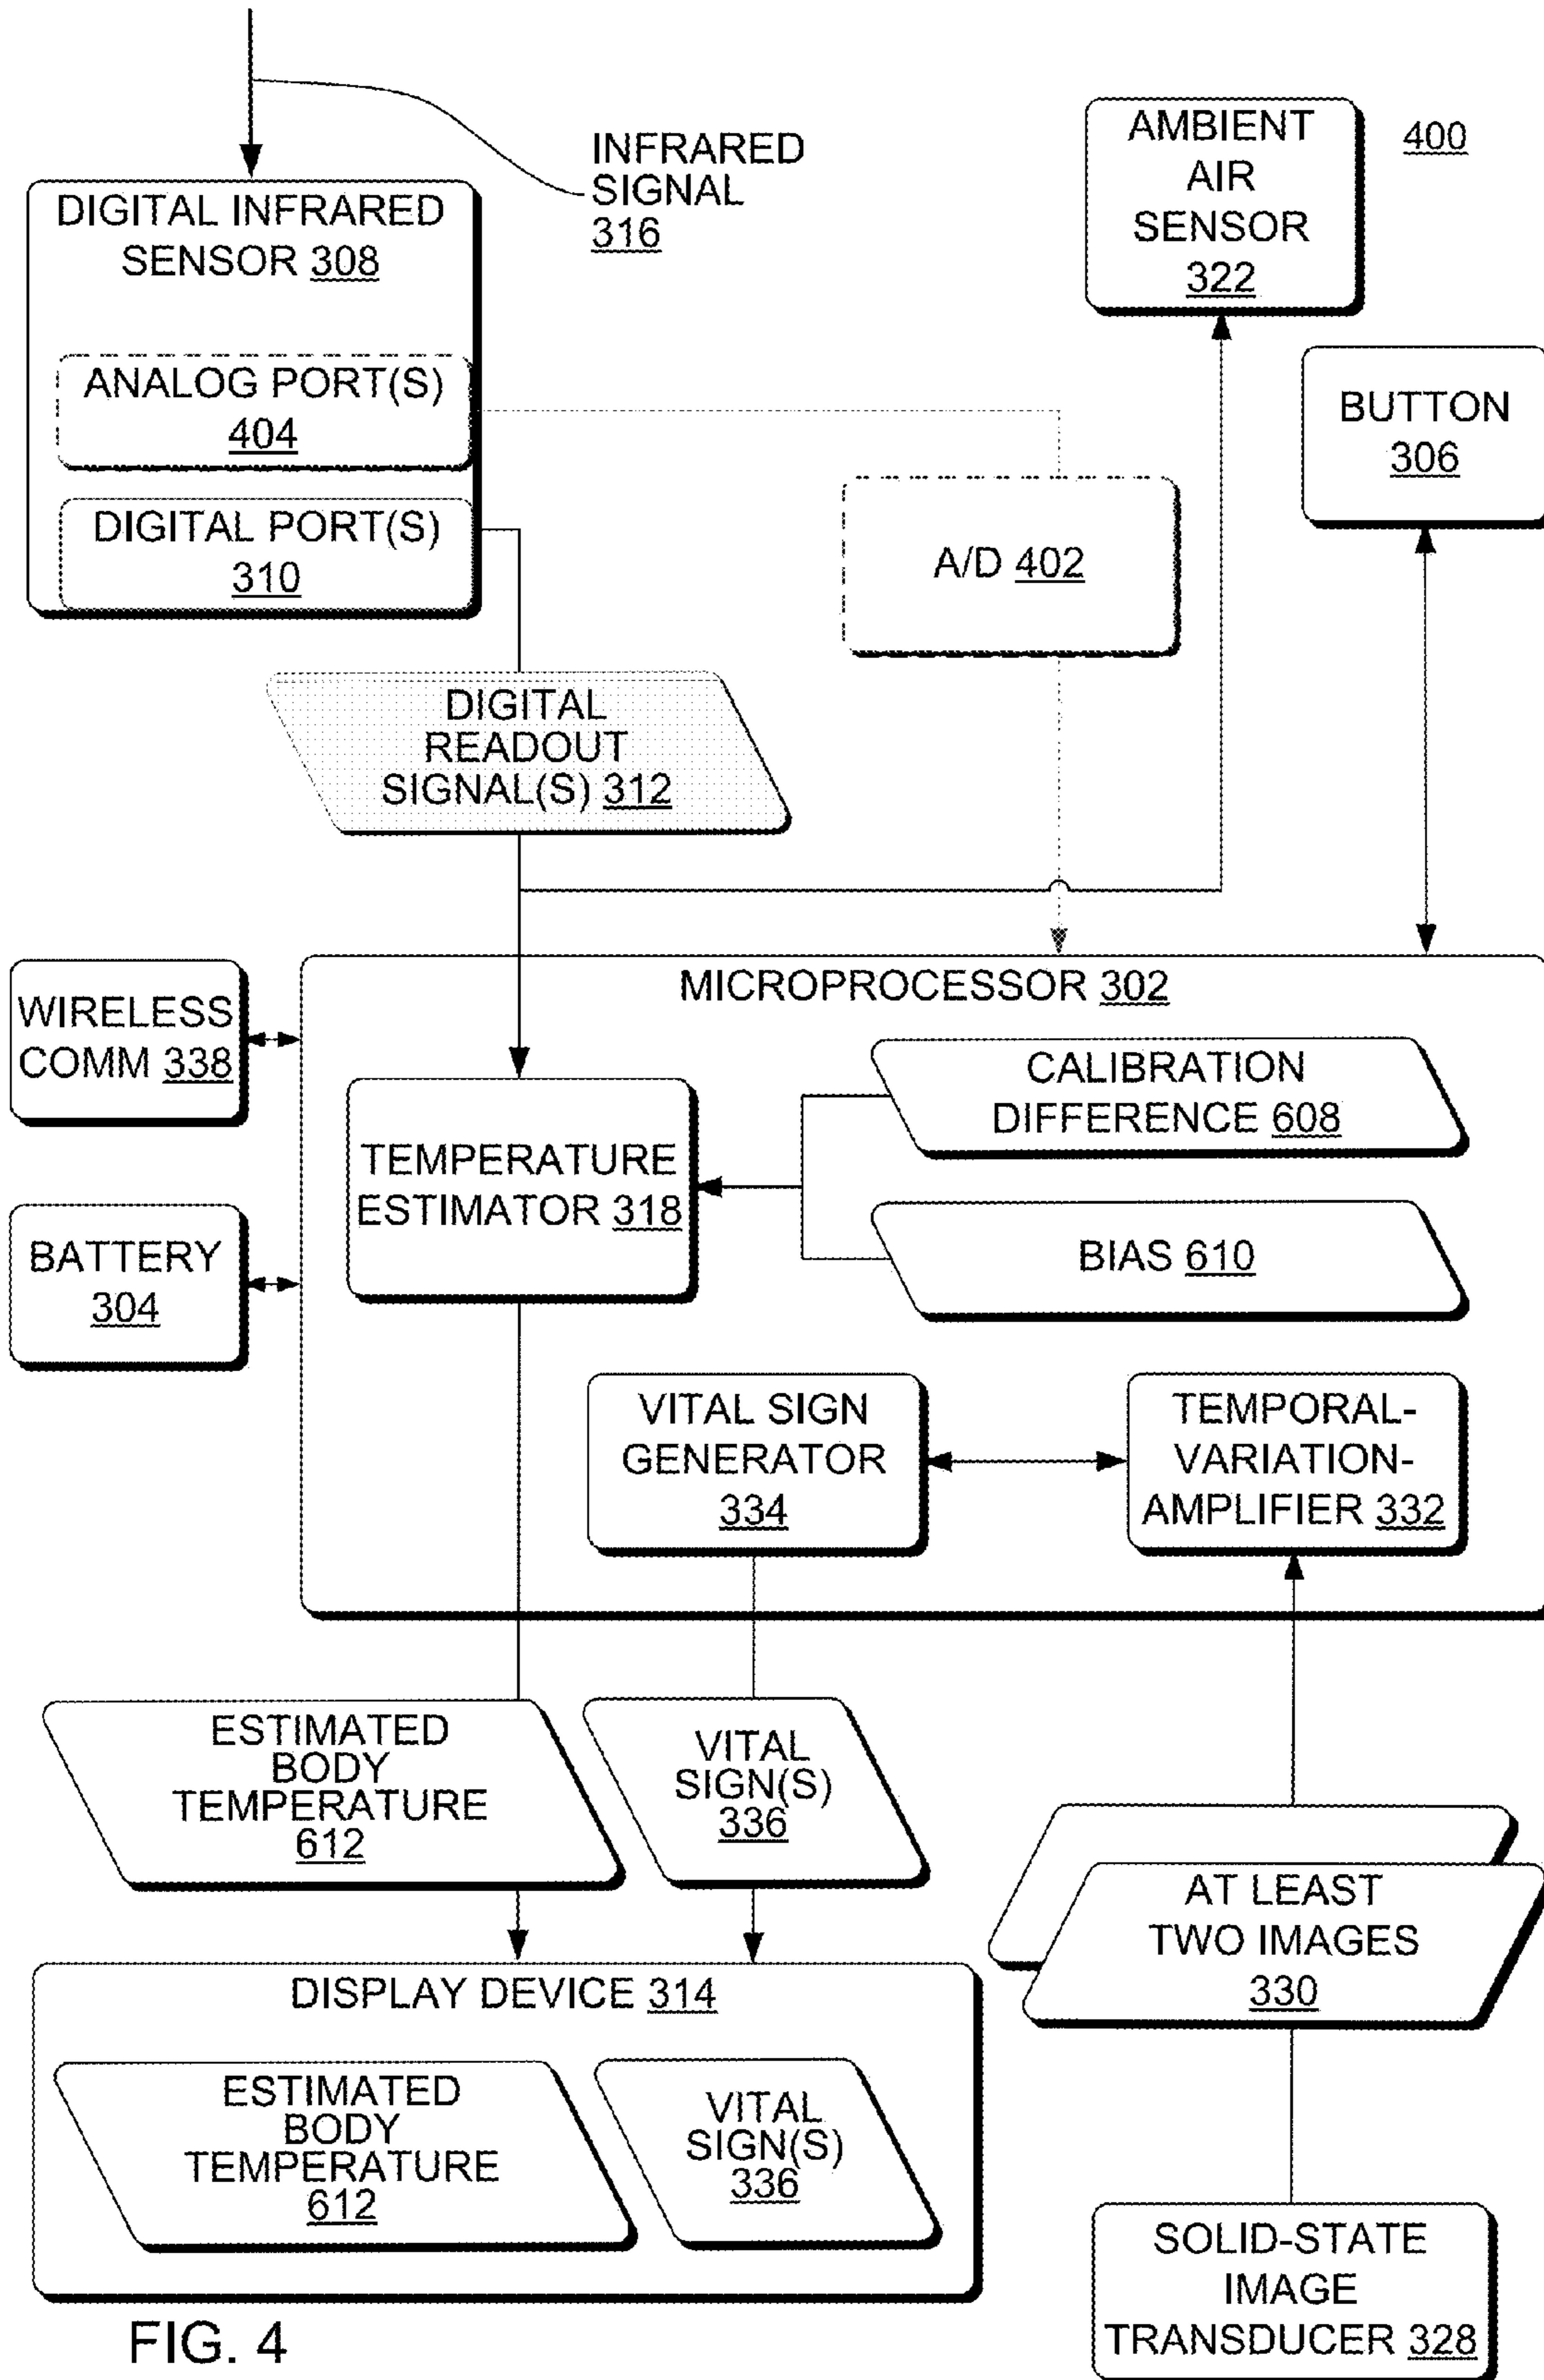 INFRARED
SIGNAL
316
AMBIENT
AIR
SENSOR
322
400
DIGITAL INFRARED
SENSOR 308
ANALOG PORT(S)
404
DIGITAL PORT(S)
310
BUTTON
306
A/D 402
DIGITAL
READOUT
SIGNAL(S) 312
WIRELESS
COMM 338
BATTERY
304
MICROPROCESSOR 302
CALIBRATION
DIFFERENCE 608
TEMPERATURE
ESTIMATOR 318
BIAS 610
VITAL SIGN
GENERATOR
334
TEMPORAL-
VARIATION-
AMPLIFIER 332
ESTIMATED
BODY
TEMPERATURE
612
VITAL
SIGN(S)
336
AT LEAST
TWO IMAGES
330
DISPLAY DEVICE 314
ESTIMATED
BODY
TEMPERATURE
612
VITAL
SIGN(S)
336
SOLID-STATE
IMAGE
TRANSDUCER 328
FIG. 4